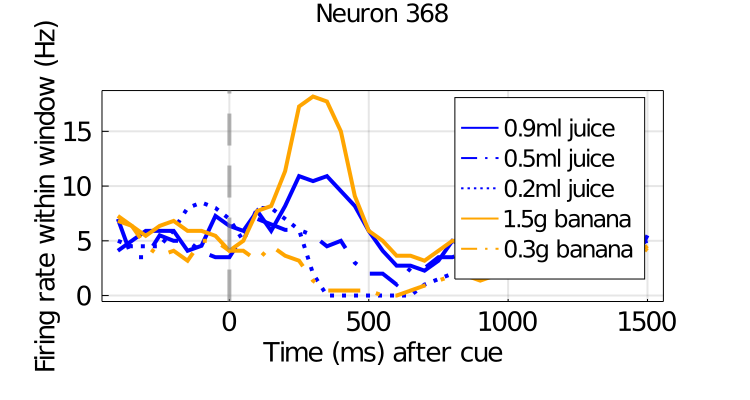 Neuron 368
Firing rate within window (Hz)
15
10
5
0
0.9ml juice
0.5ml juice
0.2ml juice
1.5g banana
0.3g banana
0
500
1000
1500
Time (ms) after cue